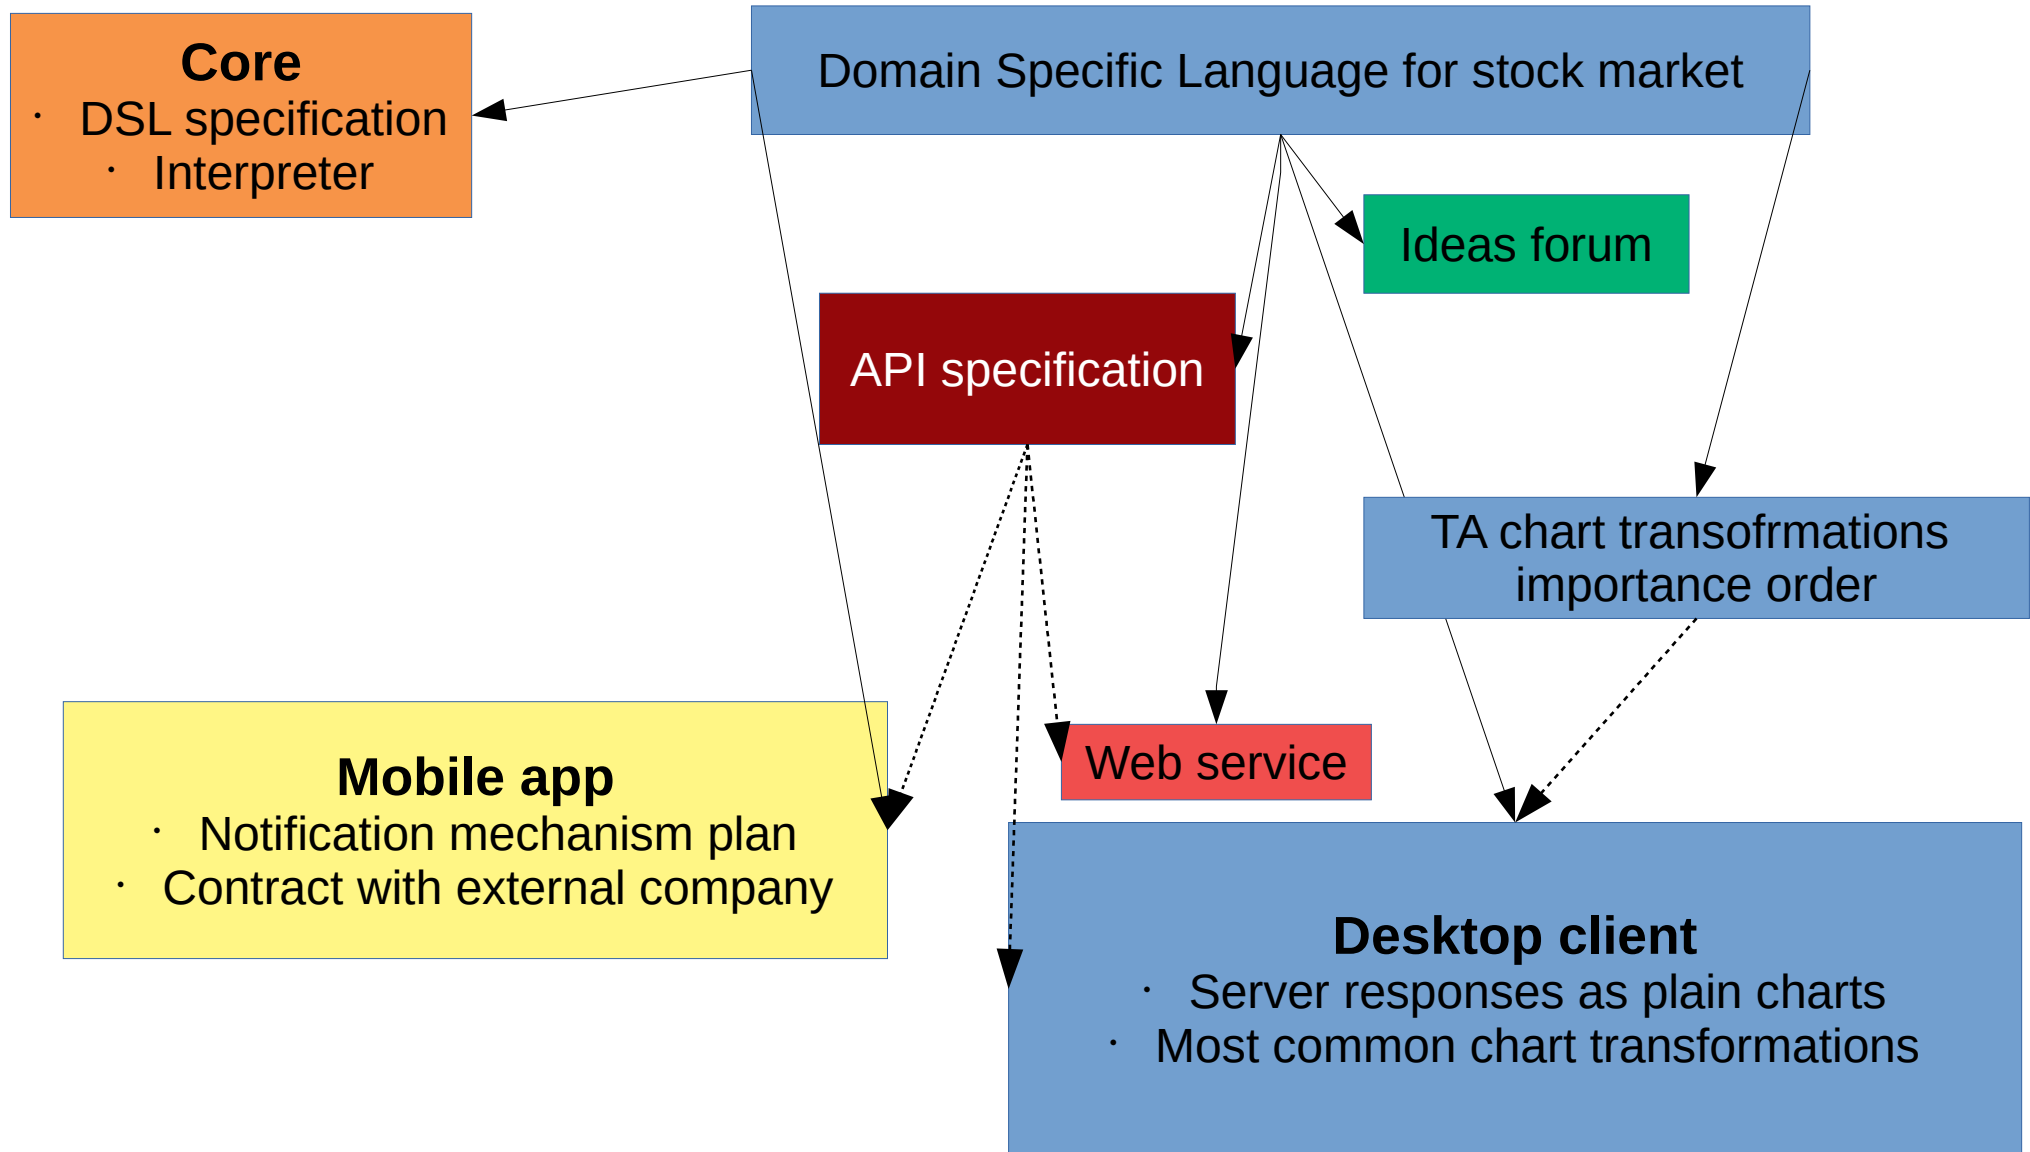 Core
· DSL specification
· Interpreter
Domain Specific Language for stock market
Ideas forum
API specification
TA chart transofrmations
importance order
Mobile app
· Notification mechanism plan
· Contract with external company
Web service
Desktop client
· Server responses as plain charts
· Most common chart transformations